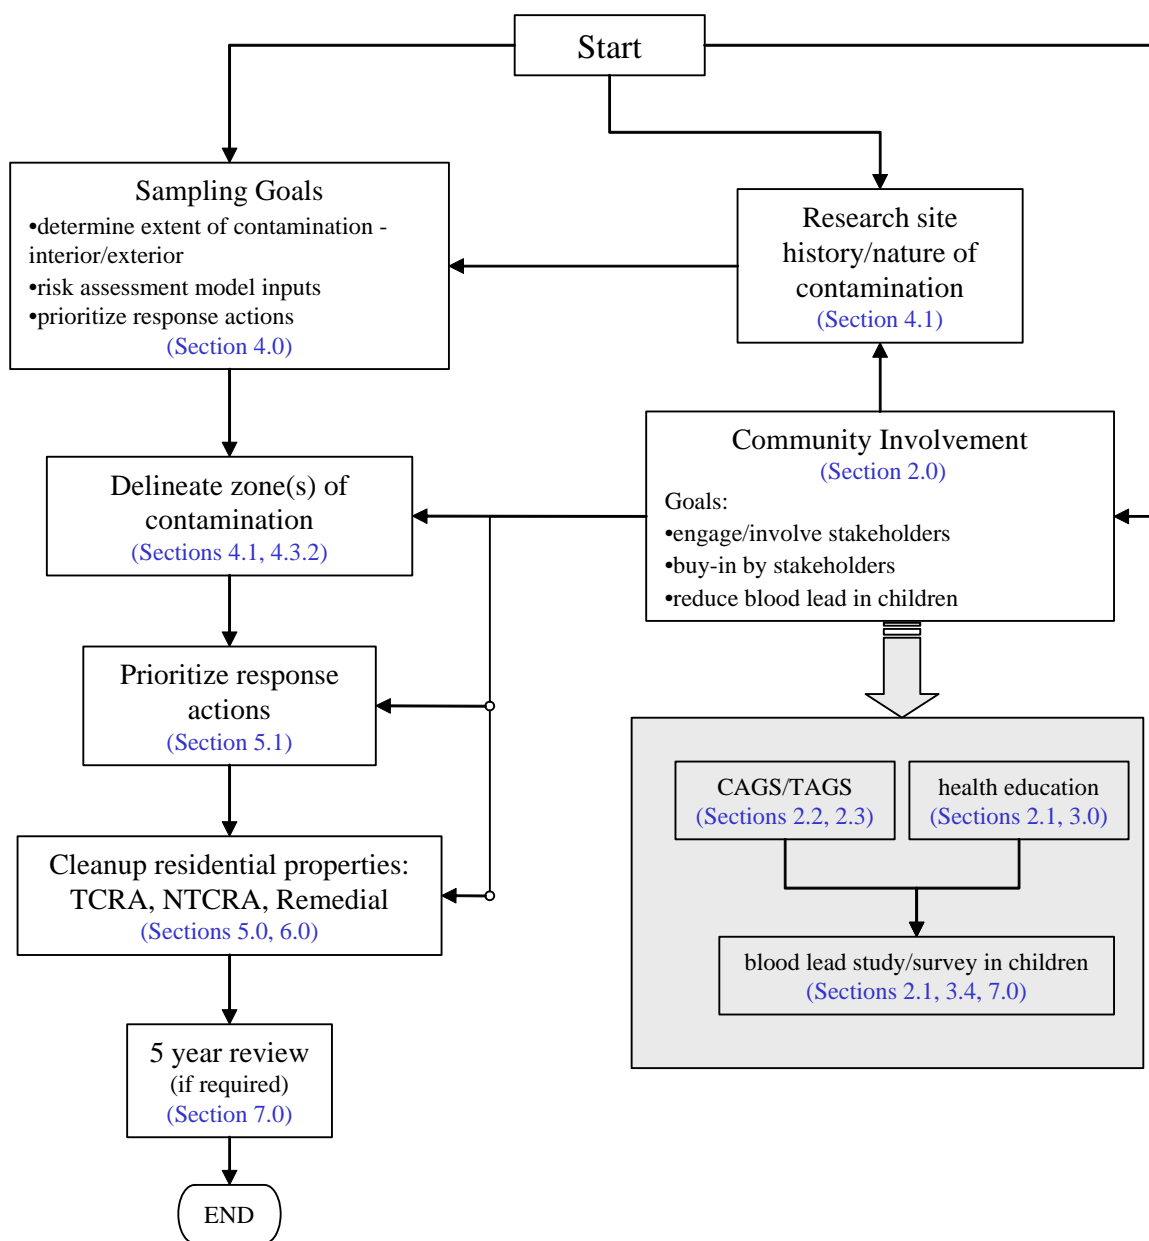 Start
Sampling Goals
•determine extent of contamination -
interior/exterior
•risk assessment model inputs
•prioritize response actions
(Section 4.0)
Research site
history/nature of
contamination
(Section 4.1)
Community Involvement
(Section 2.0)
Goals:
•engage/involve stakeholders
•buy-in by stakeholders
•reduce blood lead in children
Delineate zone(s) of
contamination
(Sections 4.1, 4.3.2)
Prioritize response
actions
(Section 5.1)
CAGS/TAGS
(Sections 2.2, 2.3)
health education
(Sections 2.1, 3.0)
Cleanup residential properties:
TCRA, NTCRA, Remedial
(Sections 5.0, 6.0)
blood lead study/survey in children
(Sections 2.1, 3.4, 7.0)
5 year review
(if required)
(Section 7.0)
END